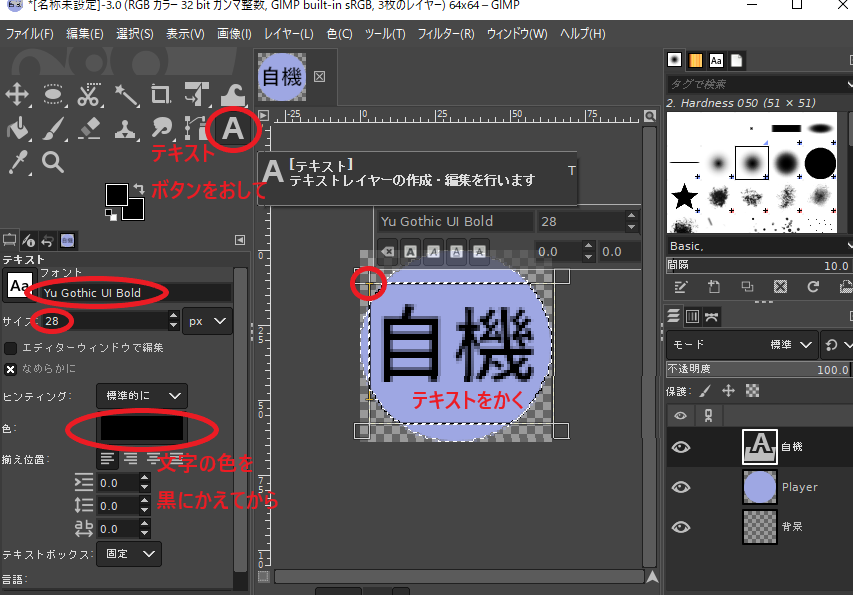 *[名称未設定]-3.0 (RGB カラー 32 bit ガンマ整数, GIMP built-in sRGB, 3枚のレイヤー) 64x64 – GIMP
ファイル(F) 編集(E) 選択(S) 表示(V) 画像(I) レイヤー(L) 色(C) ツール(T) フィルター(R) ウィンドウ(W) ヘルプ(H)
自機
タグで検索
2. Hardness 050 (51 × 51)
-25 0 25 50 75
A
テキスト
ボタンをおして
A [テキスト] T
テキストレイヤーの作成・編集を行います
Yu Gothic UI Bold 28
0.0 0.0
テキスト
フォント
Aa Yu Gothic UI Bold
サイズ: 28 px
エディターウィンドウで編集
なめらかに
ヒンティング: 標準的に
色:
揃え位置:
文字の色を
黒にかえてから
0.0
0.0
0.0
テキストボックス: 固定
言語:
0
25
50
75
10
自機
テキストをかく
Basic,
間隔 10.0
モード 標準
不透明度 100.0
保護:
自機
Player
背景